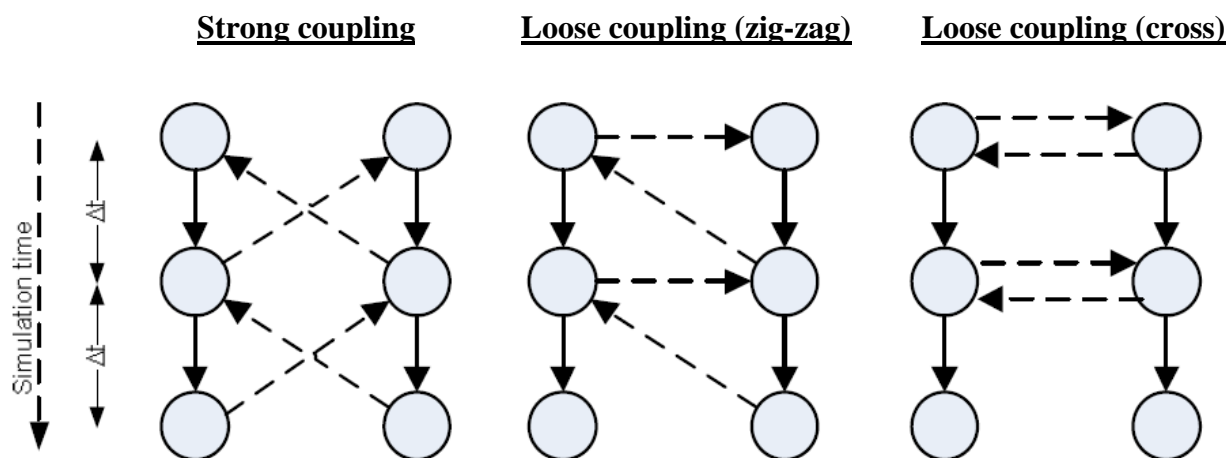 Strong coupling
Loose coupling (zig-zag)
Loose coupling (cross)
Simulation time
Δt
Δt